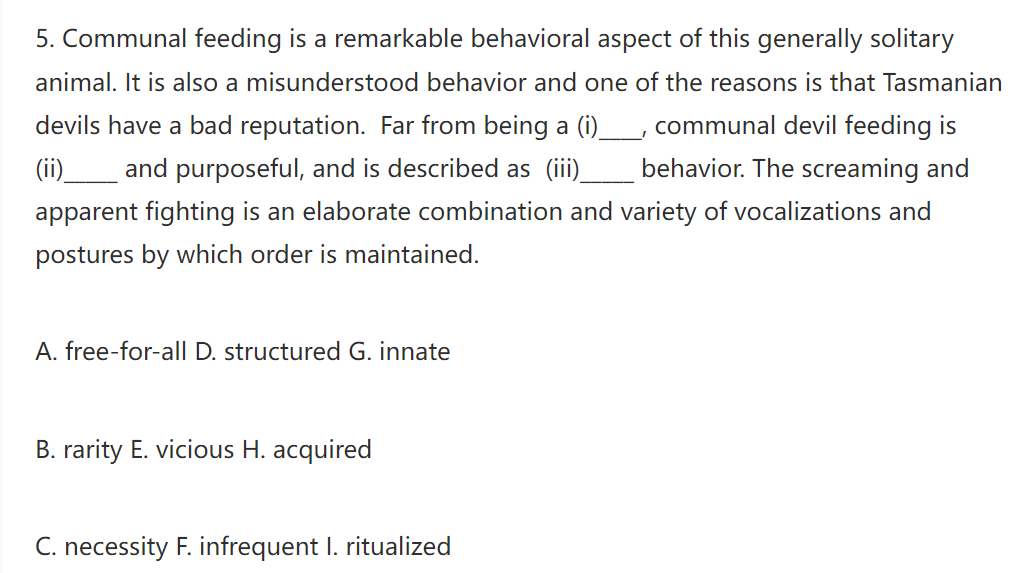 5. Communal feeding is a remarkable behavioral aspect of this generally solitary
animal. It is also a misunderstood behavior and one of the reasons is that Tasmanian
devils have a bad reputation.  Far from being a (i)____, communal devil feeding is
(ii)_____ and purposeful, and is described as  (iii)_____ behavior. The screaming and
apparent fighting is an elaborate combination and variety of vocalizations and
postures by which order is maintained.
A. free-for-all D. structured G. innate
B. rarity E. vicious H. acquired
C. necessity F. infrequent I. ritualized